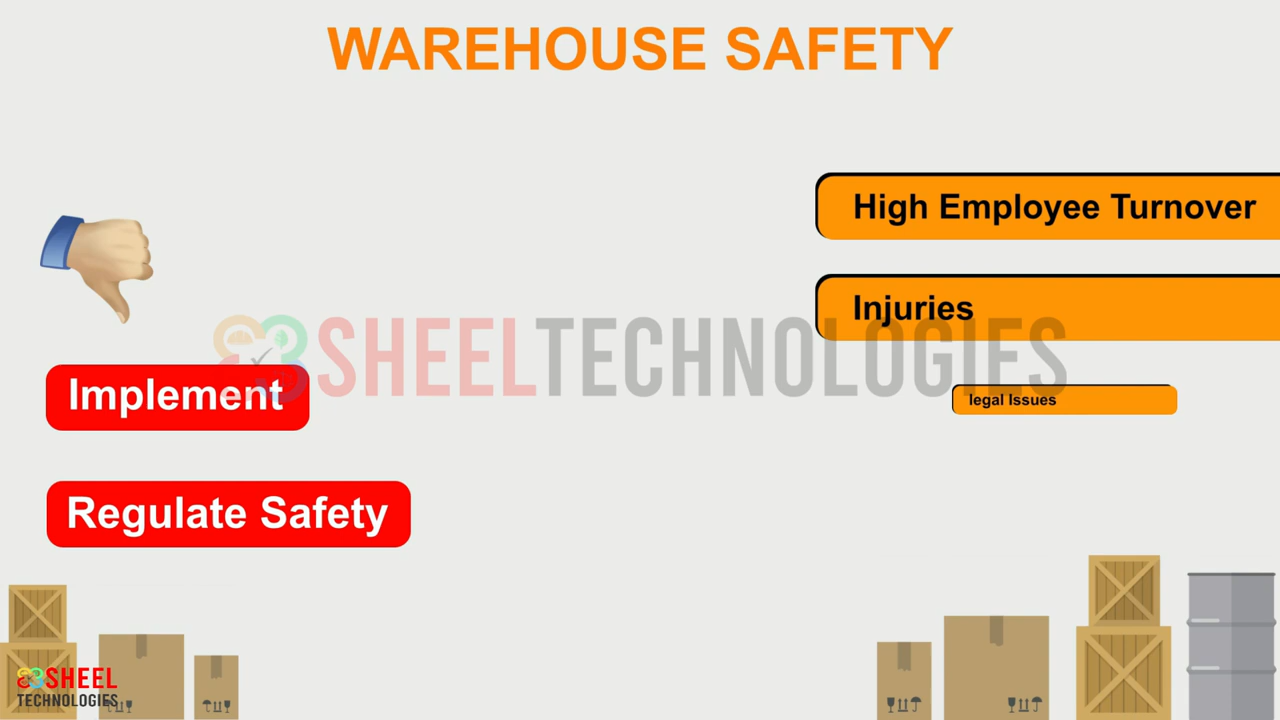 WAREHOUSE SAFETY
High Employee Turnover
Injuries
SHEELTECHNOLOGIES
Implement
legal Issues
Regulate Safety
SHEEL
TECHNOLOGIES